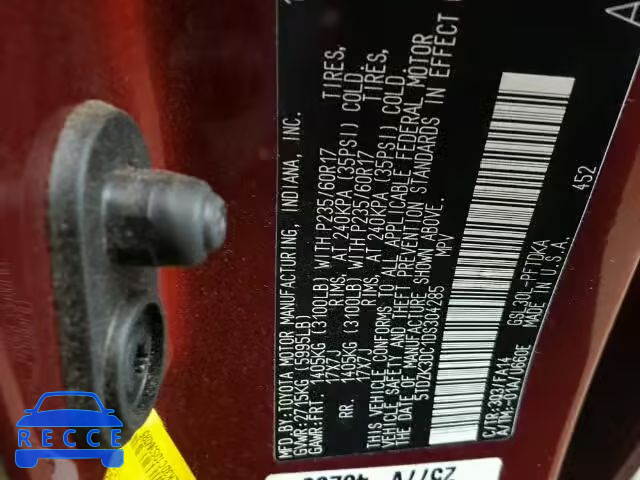 MFD.BY:TOYOTA MOTOR MANUFACTURING, INDIANA, INC.
GVWR:2715KG (5995LB)
GAWR:FRT 1405KG (3100LB) WITH P235/60R17 TIRES,
17X7J RIMS, AT 240KPA (35PSI) COLD.
RR 1405KG (3100LB) WITH P235/60R17 TIRES,
17X7J RIMS, AT 240KPA (35PSI) COLD.
THIS VEHICLE CONFORMS TO ALL APPLICABLE FEDERAL MOTOR
VEHICLE SAFETY AND THEFT PREVENTION STANDARDS IN EFFECT
THE DATE OF MANUFACTURE SHOWN ABOVE.
5TDZK3DC1DS304285 MPV
452
C/TR:3Q3/FA14 GSL30L-PFTDKA
A/TM:-01A/U660E MADE IN U.S.A.
A